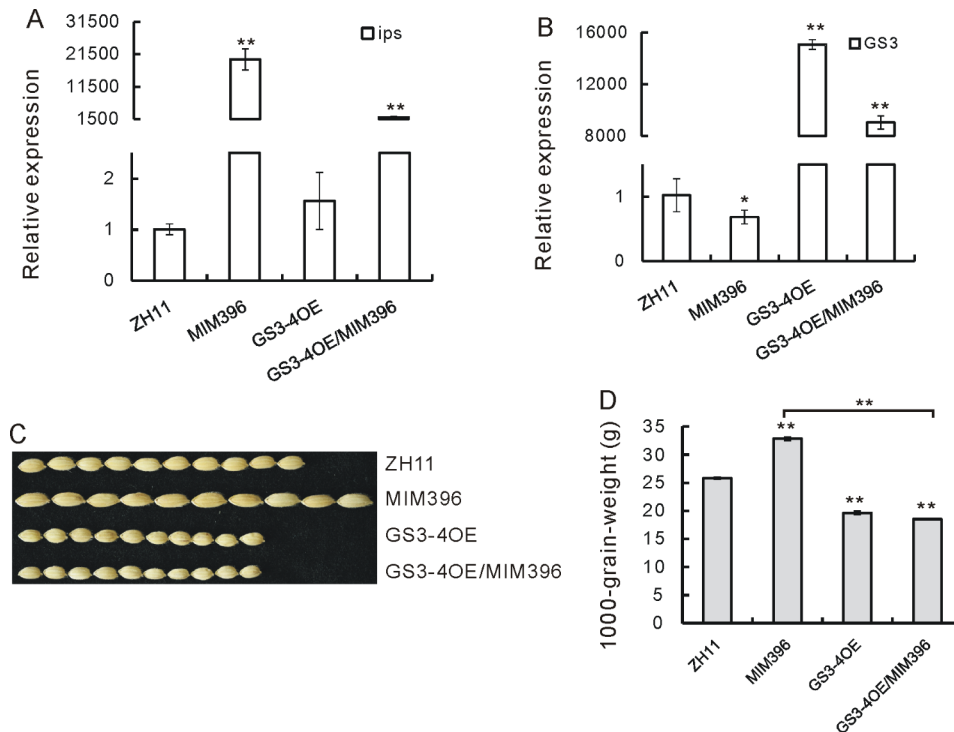 A
31500
21500
11500
1500
2
1
0
Relative expression
ips
**
**
ZH11
MIM396
GS3-4OE
GS3-4OE/MIM396
B
16000
12000
8000
1
0
Relative expression
GS3
*
**
**
ZH11
MIM396
GS3-4OE
GS3-4OE/MIM396
C
ZH11
MIM396
GS3-4OE
GS3-4OE/MIM396
D
35
30
25
20
15
10
5
0
1000-grain-weight (g)
**
**
**
**
ZH11
MIM396
GS3-4OE
GS3-4OE/MIM396